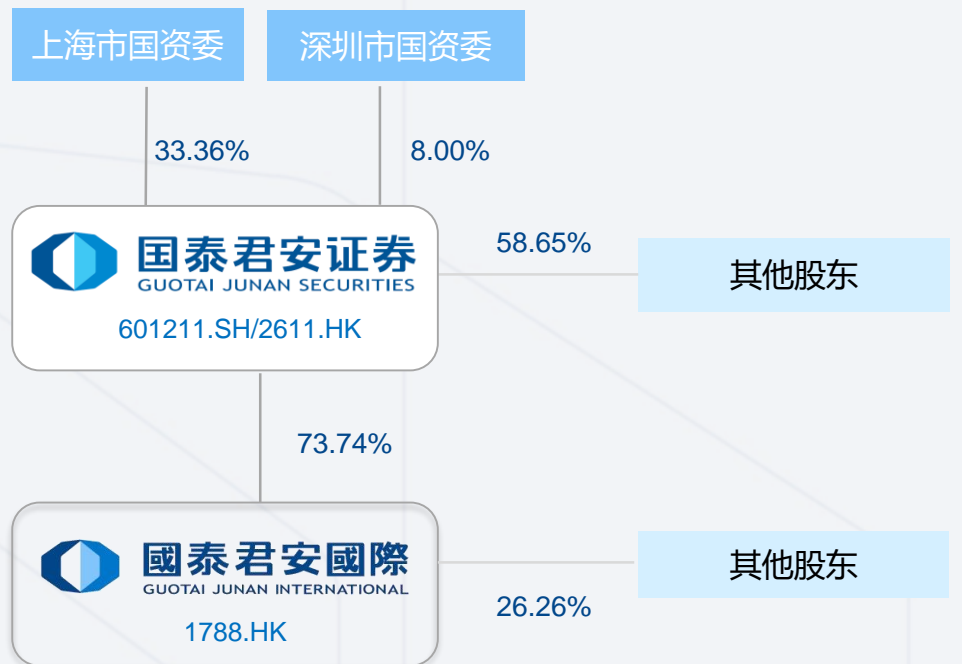 上海市国资委
深圳市国资委
33.36%
8.00%
国泰君安证券
GUOTAI JUNAN SECURITIES
601211.SH/2611.HK
58.65%
其他股东
73.74%
國泰君安國際
GUOTAI JUNAN INTERNATIONAL
1788.HK
26.26%
其他股东